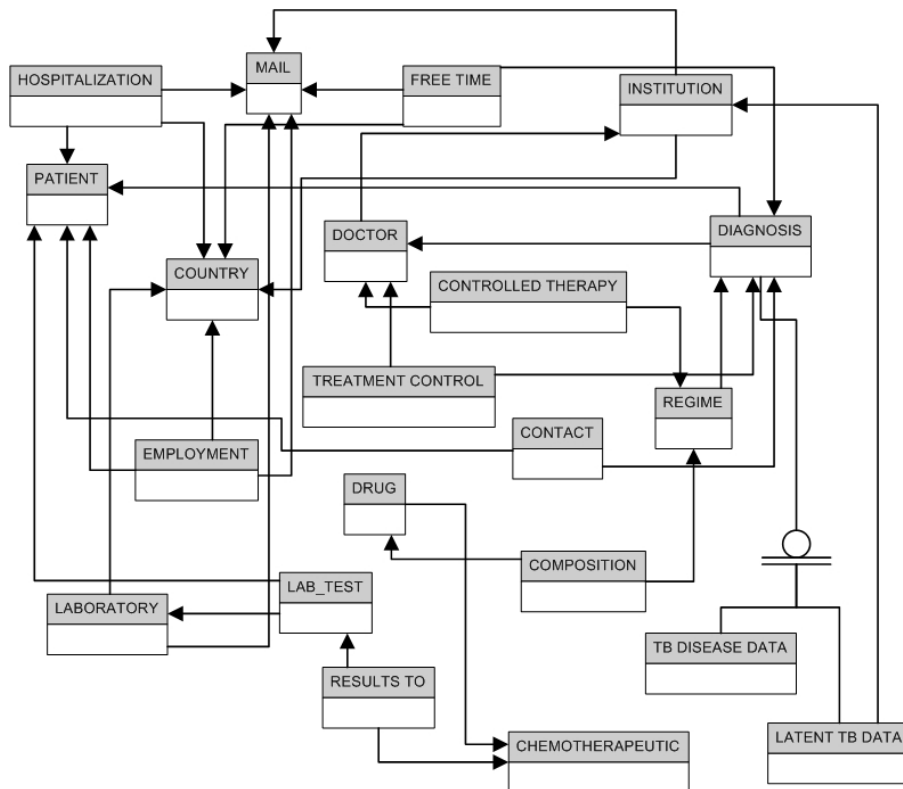 MAIL
HOSPITALIZATION
FREE TIME
INSTITUTION
PATIENT
DOCTOR
DIAGNOSIS
COUNTRY
CONTROLLED THERAPY
TREATMENT CONTROL
REGIME
CONTACT
EMPLOYMENT
DRUG
COMPOSITION
LAB_TEST
LABORATORY
TB DISEASE DATA
RESULTS TO
LATENT TB DATA
CHEMOTHERAPEUTIC